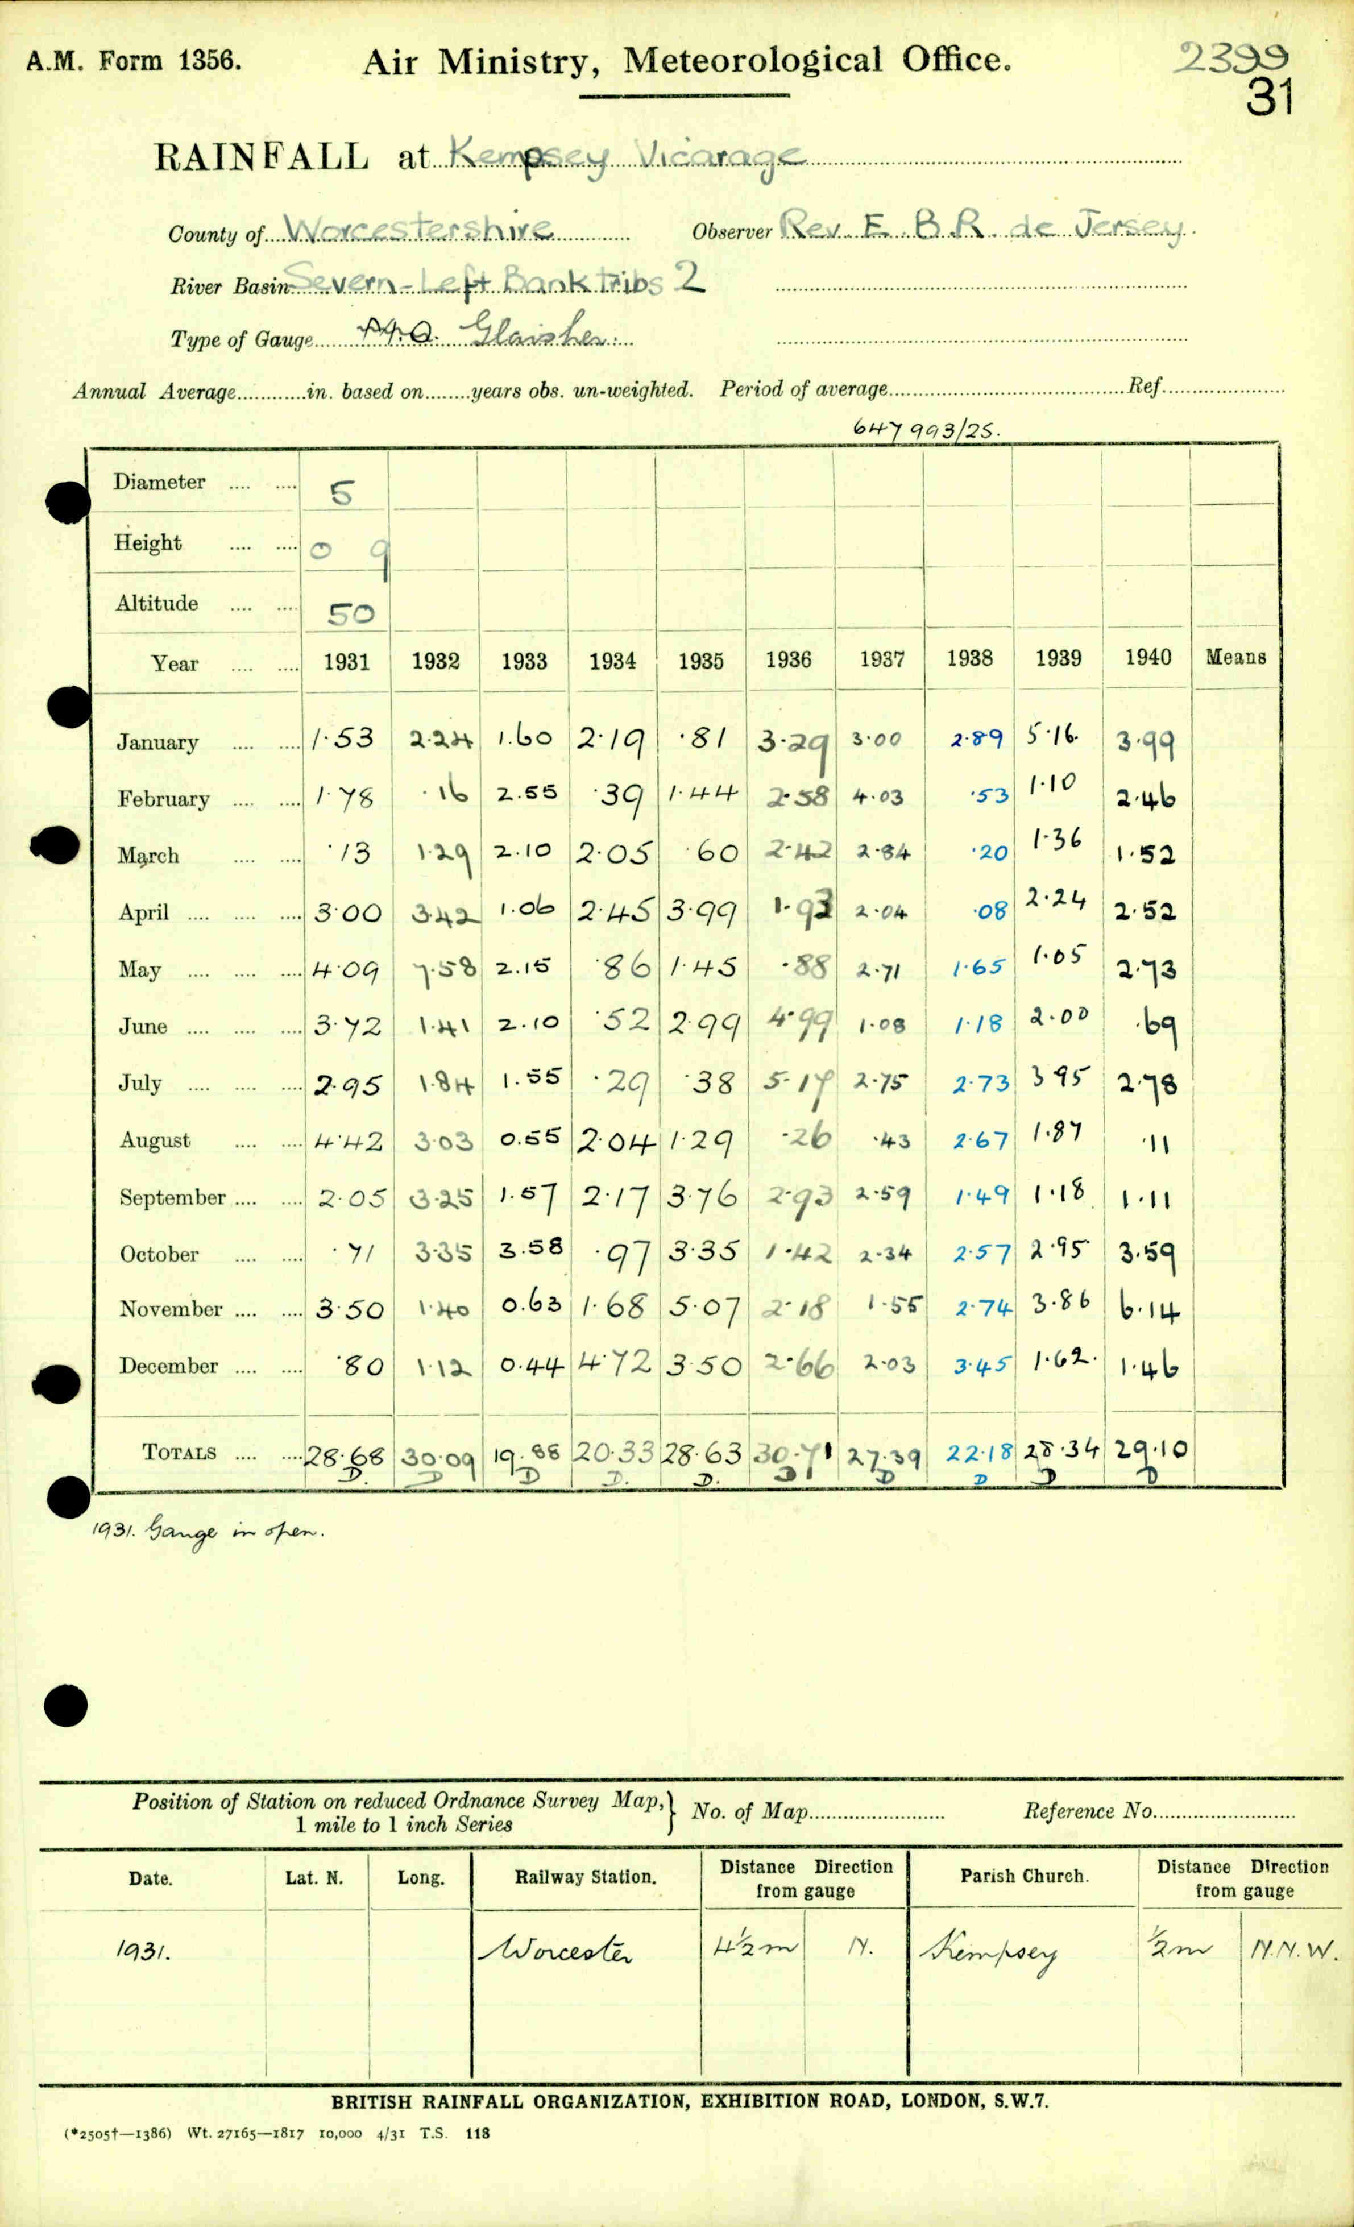 A.M. Form 1356.
Air Ministry, Meteorological Office.
2399
31
RAINFALL at Kempsey Vicarage
County of Worcestershire Observer Rev. E. B. R. de Jersey.
River Basin Severn - Left Bank tribs 2
Type of Gauge Glaisher.
Annual Average in. based on years obs. un-weighted. Period of average Ref.
647 993/25.
Diameter 5
Height 0 9
Altitude 50
Year 1931 1932 1933 1934 1935 1936 1937 1938 1939 1940 Means
January 1.53 2.24 1.60 2.19 .81 3.29 3.00 2.89 5.16 3.99
February 1.78 .16 2.55 .39 1.44 2.58 4.03 .53 1.10 2.46
March .13 1.29 2.10 2.05 .60 2.42 2.84 .20 1.36 1.52
April 3.00 3.42 1.06 2.45 3.99 1.93 2.04 .08 2.24 2.52
May 4.09 7.58 2.15 .86 1.45 .88 2.71 1.65 1.05 2.73
June 3.72 1.41 2.10 .52 2.99 4.99 1.08 1.18 2.00 .69
July 2.95 1.84 1.55 .29 .38 5.17 2.75 2.73 3.95 2.78
August 4.42 3.03 0.55 2.04 1.29 .26 .43 2.67 1.87 .11
September 2.05 3.25 1.57 2.17 3.76 2.93 2.59 1.49 1.18 1.11
October .71 3.35 3.58 .97 3.35 1.42 2.34 2.57 2.95 3.59
November 3.50 1.40 0.63 1.68 5.07 2.18 1.55 2.74 3.86 6.14
December .80 1.12 0.44 4.72 3.50 2.66 2.03 3.45 1.62 1.46
TOTALS 28.68 30.09 19.88 20.33 28.63 30.71 27.39 22.18 28.34 29.10
D. D D D. D. D D D D D
1931. Gauge in open.
Position of Station on reduced Ordnance Survey Map, No. of Map Reference No.
1 mile to 1 inch Series
Date. Lat. N. Long. Railway Station. Distance Direction from gauge Parish Church. Distance Direction from gauge
1931. Worcester 4½ m N. Kempsey ½ m N.N.W.
BRITISH RAINFALL ORGANIZATION, EXHIBITION ROAD, LONDON, S.W.7.
(*2505†—1386) Wt. 27165—1817 10,000 4/31 T.S. 118